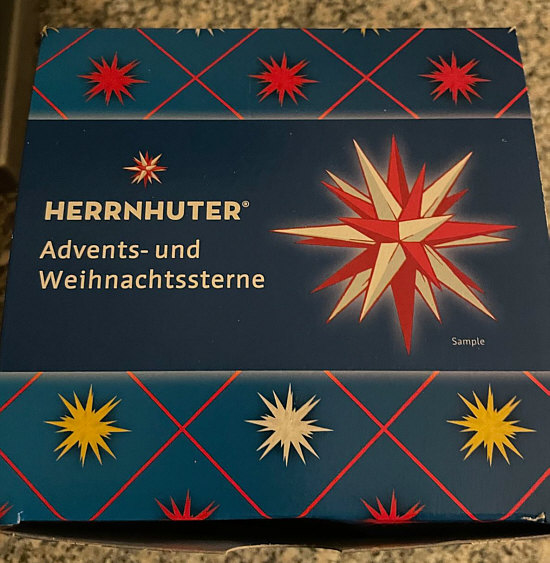 HERRNHUTER®
Advents- und
Weihnachtssterne
Sample